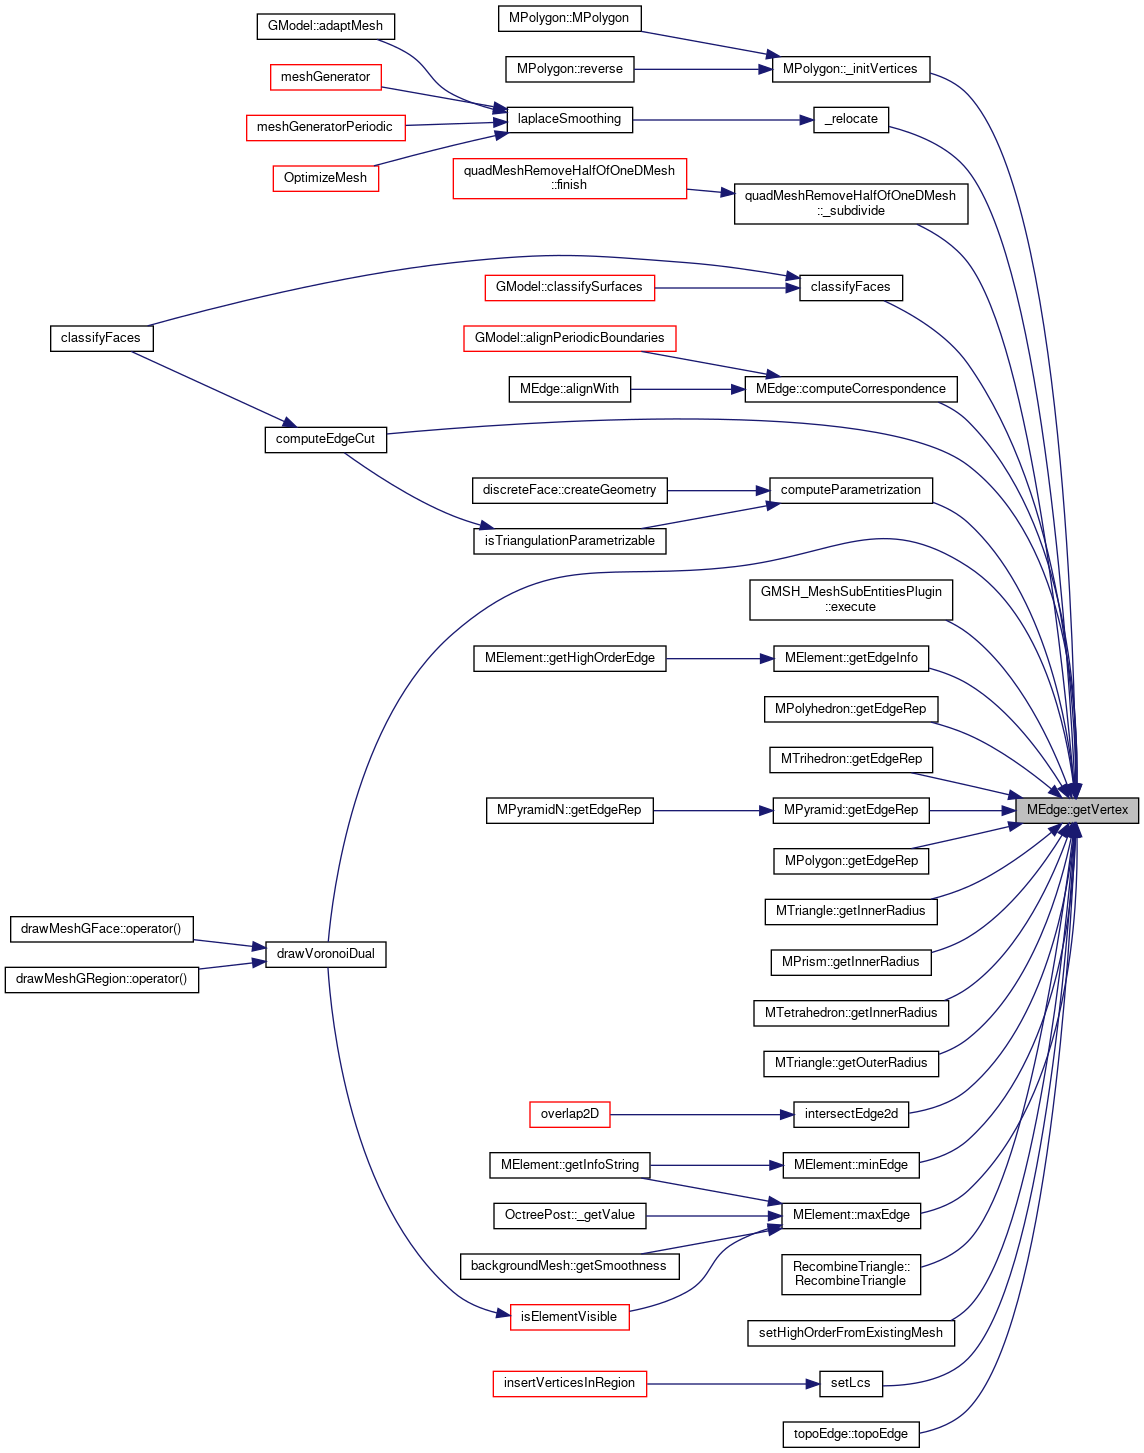 MPolygon::MPolygon
GModel::adaptMesh
MPolygon::reverse
MPolygon::_initVertices
meshGenerator
laplaceSmoothing
_relocate
meshGeneratorPeriodic
OptimizeMesh
quadMeshRemoveHalfOfOneDMesh
::finish
quadMeshRemoveHalfOfOneDMesh
::_subdivide
GModel::classifySurfaces
classifyFaces
classifyFaces
GModel::alignPeriodicBoundaries
MEdge::alignWith
MEdge::computeCorrespondence
computeEdgeCut
discreteFace::createGeometry
computeParametrization
isTriangulationParametrizable
GMSH_MeshSubEntitiesPlugin
::execute
MElement::getHighOrderEdge
MElement::getEdgeInfo
MPolyhedron::getEdgeRep
MTrihedron::getEdgeRep
MPyramidN::getEdgeRep
MPyramid::getEdgeRep
MEdge::getVertex
MPolygon::getEdgeRep
MTriangle::getInnerRadius
drawMeshGFace::operator()
drawVoronoiDual
MPrism::getInnerRadius
drawMeshGRegion::operator()
MTetrahedron::getInnerRadius
MTriangle::getOuterRadius
overlap2D
intersectEdge2d
MElement::getInfoString
MElement::minEdge
OctreePost::_getValue
MElement::maxEdge
backgroundMesh::getSmoothness
RecombineTriangle::
RecombineTriangle
isElementVisible
setHighOrderFromExistingMesh
insertVerticesInRegion
setLcs
topoEdge::topoEdge